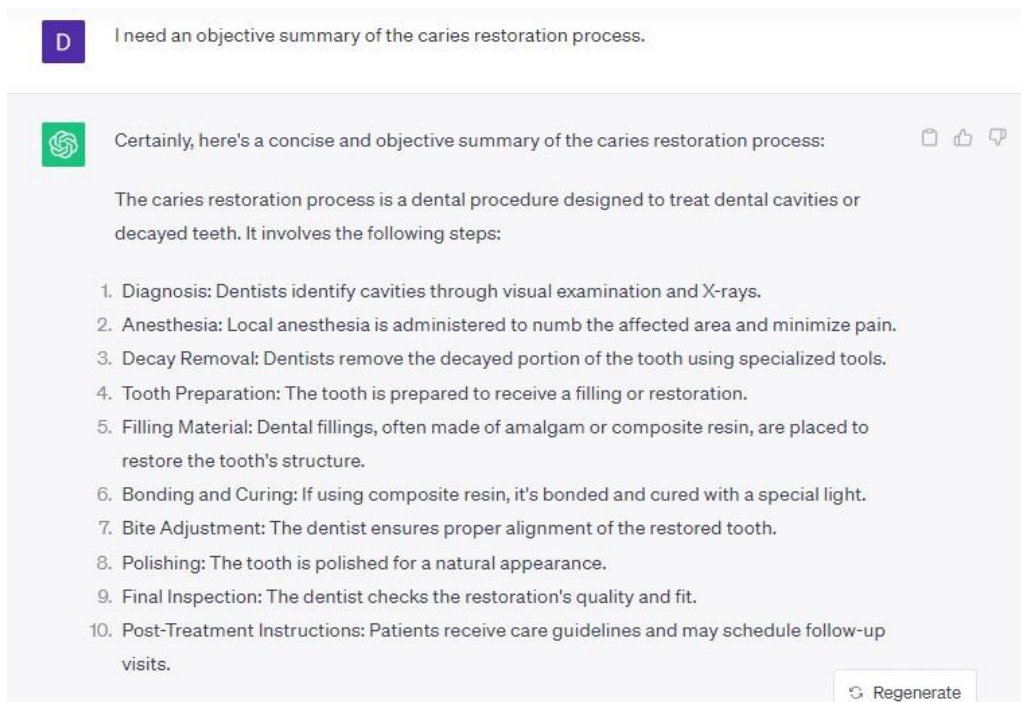 D
I need an objective summary of the caries restoration process.
Certainly, here's a concise and objective summary of the caries restoration process:
The caries restoration process is a dental procedure designed to treat dental cavities or
decayed teeth. It involves the following steps:
1. Diagnosis: Dentists identify cavities through visual examination and X-rays.
2. Anesthesia: Local anesthesia is administered to numb the affected area and minimize pain.
3. Decay Removal: Dentists remove the decayed portion of the tooth using specialized tools.
4. Tooth Preparation: The tooth is prepared to receive a filling or restoration.
5. Filling Material: Dental fillings, often made of amalgam or composite resin, are placed to
restore the tooth's structure.
6. Bonding and Curing: If using composite resin, it's bonded and cured with a special light.
7. Bite Adjustment: The dentist ensures proper alignment of the restored tooth.
8. Polishing: The tooth is polished for a natural appearance.
9. Final Inspection: The dentist checks the restoration's quality and fit.
10. Post-Treatment Instructions: Patients receive care guidelines and may schedule follow-up
visits.
Regenerate